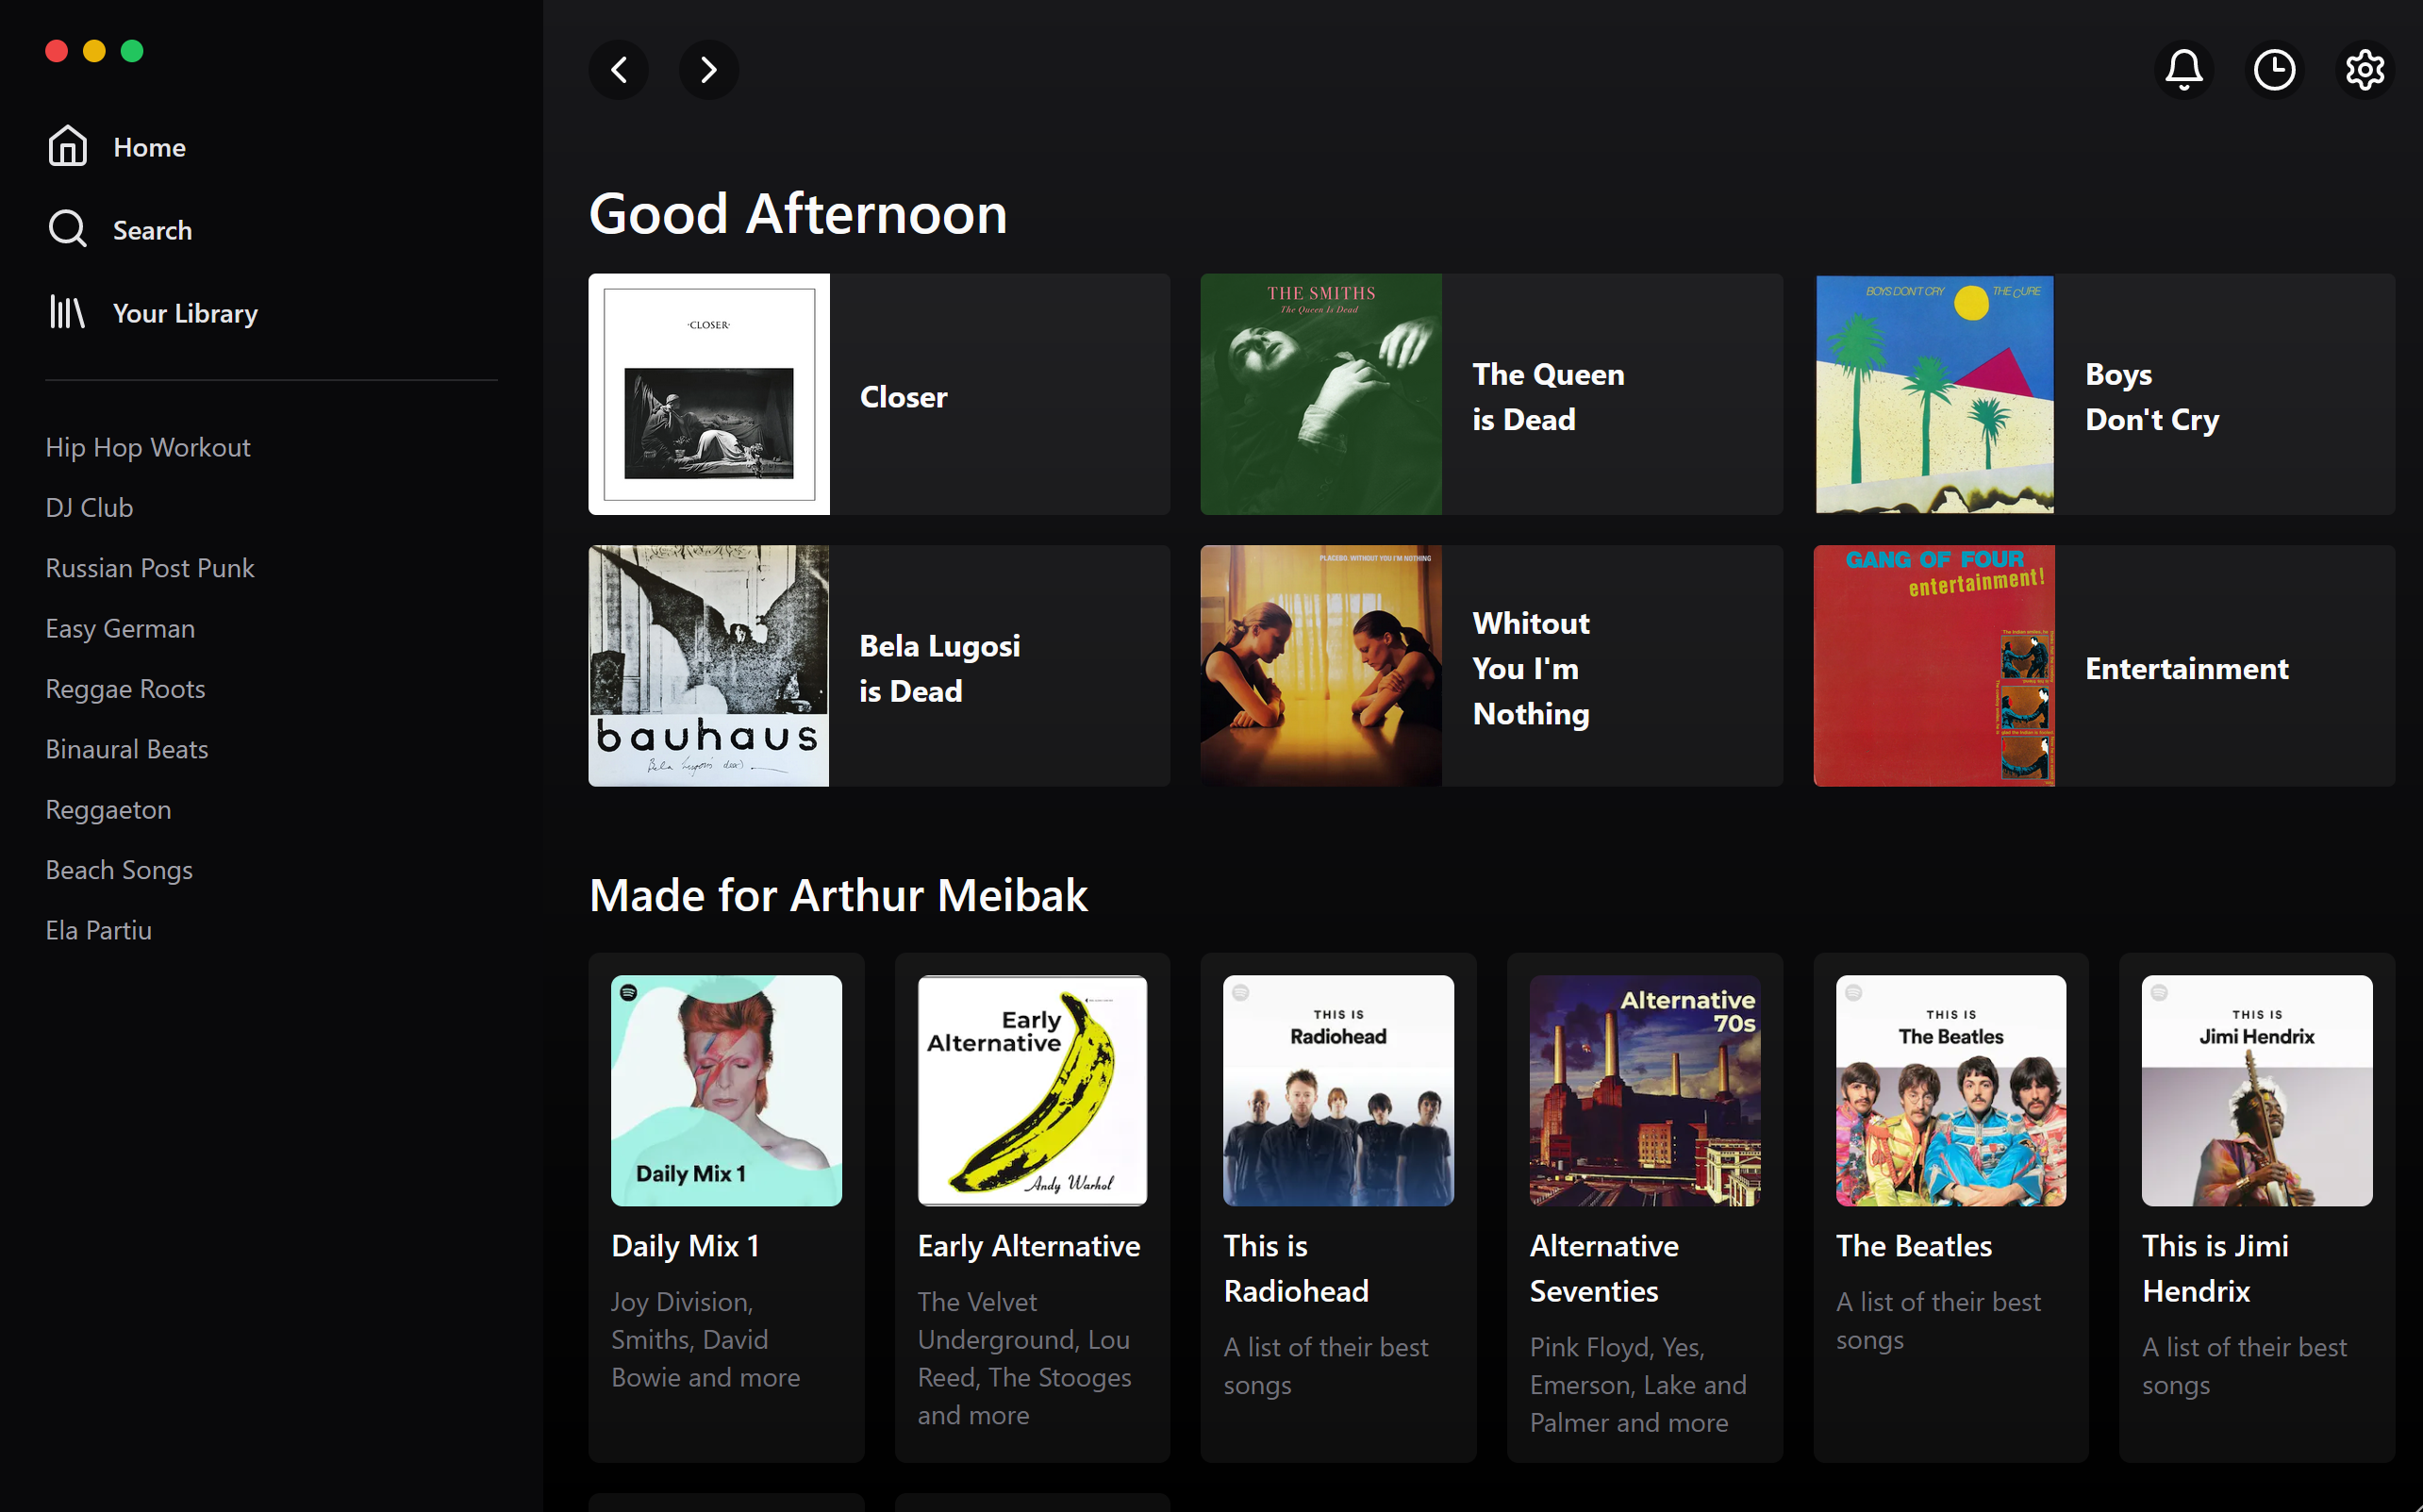 Home
Search
Your Library
Hip Hop Workout
DJ Club
Russian Post Punk
Easy German
Reggae Roots
Binaural Beats
Reggaeton
Beach Songs
Ela Partiu
Good Afternoon
·CLOSER·
Closer
THE SMITHS
The Queen Is Dead
The Queen
is Dead
BOYS DON'T CRY THE CURE
Boys
Don't Cry
bauhaus
Bela Lugosi's dead
Bela Lugosi
is Dead
PLACEBO. WITHOUT YOU I'M NOTHING
Whitout
You I'm
Nothing
GANG OF FOUR
entertainment!
Entertainment
Made for Arthur Meibak
Daily Mix 1
Daily Mix 1
Joy Division,
Smiths, David
Bowie and more
Early
Alternative
Andy Warhol
Early Alternative
The Velvet
Underground, Lou
Reed, The Stooges
and more
THIS IS
Radiohead
This is
Radiohead
A list of their best
songs
Alternative
70s
Alternative
Seventies
Pink Floyd, Yes,
Emerson, Lake and
Palmer and more
THIS IS
The Beatles
The Beatles
A list of their best
songs
THIS IS
Jimi Hendrix
This is Jimi
Hendrix
A list of their best
songs